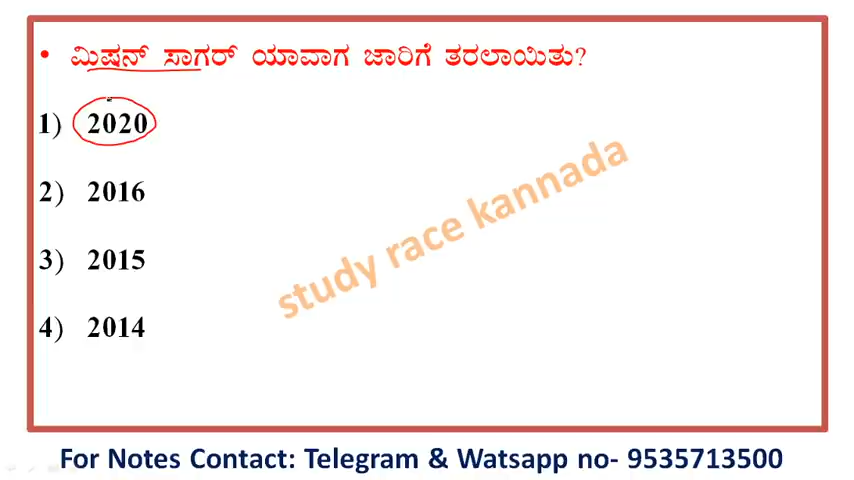 • ಮಿಷನ್ ಸಾಗರ್ ಯಾವಾಗ ಜಾರಿಗೆ ತರಲಾಯಿತು?
1) 2020
2) 2016
3) 2015
4) 2014
study race kannada
For Notes Contact: Telegram & Watsapp no- 9535713500